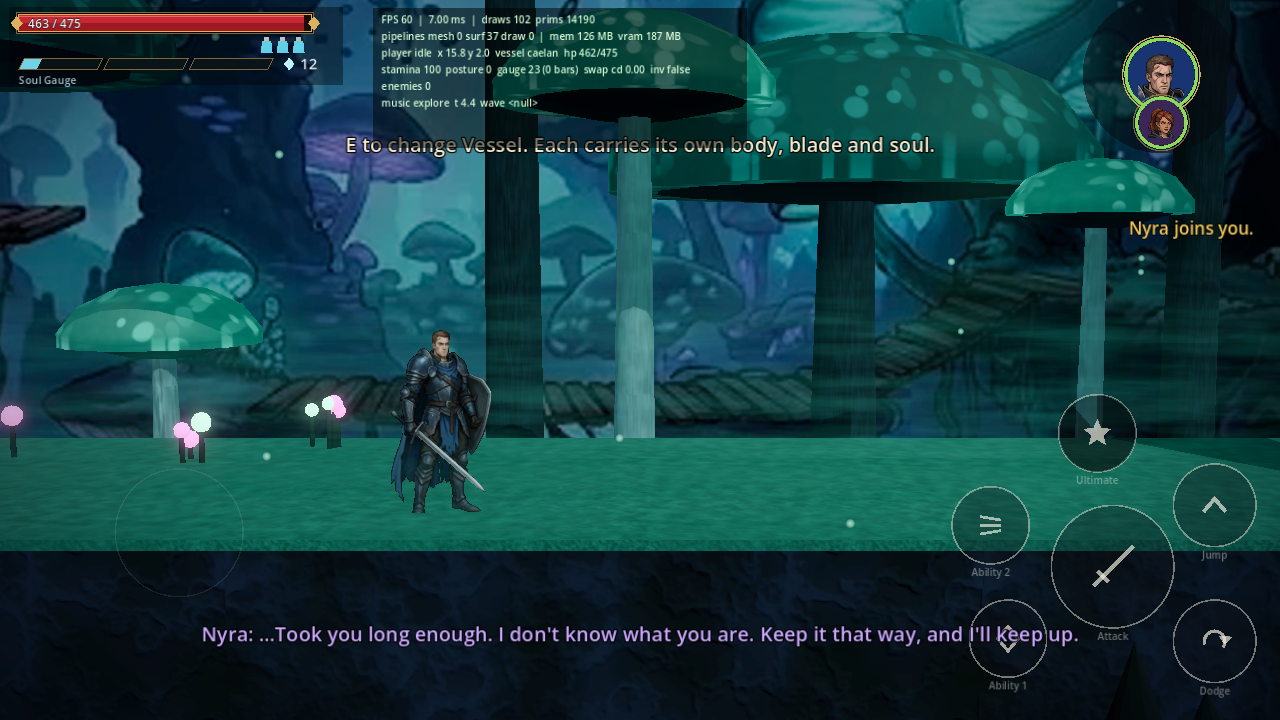 463 / 475
12
Soul Gauge
FPS 60 | 7.00 ms | draws 102 prims 14190
pipelines mesh 0 surf 37 draw 0 | mem 126 MB vram 187 MB
player idle x 15.8 y 2.0 vessel caelan hp 462/475
stamina 100 posture 0 gauge 23 (0 bars) swap cd 0.00 inv false
enemies 0
music explore t 4.4 wave <null>
E to change Vessel. Each carries its own body, blade and soul.
Nyra joins you.
Ultimate
Jump
Ability 2
Attack
Nyra: ...Took you long enough. I don't know what you are. Keep it that way, and I'll keep up.
Ability 1
Dodge